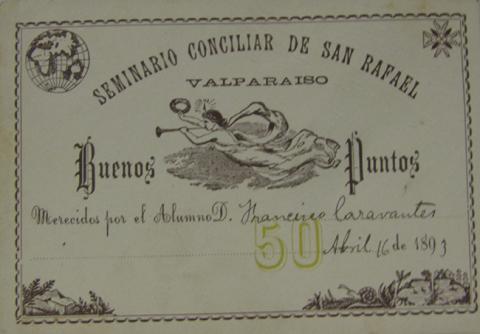 SEMINARIO CONCILIAR DE SAN RAFAEL
VALPARAISO
Buenos Puntos
Merecidos por el Alumno D. Francisco Caravantes
50 Abril 16 de 1893